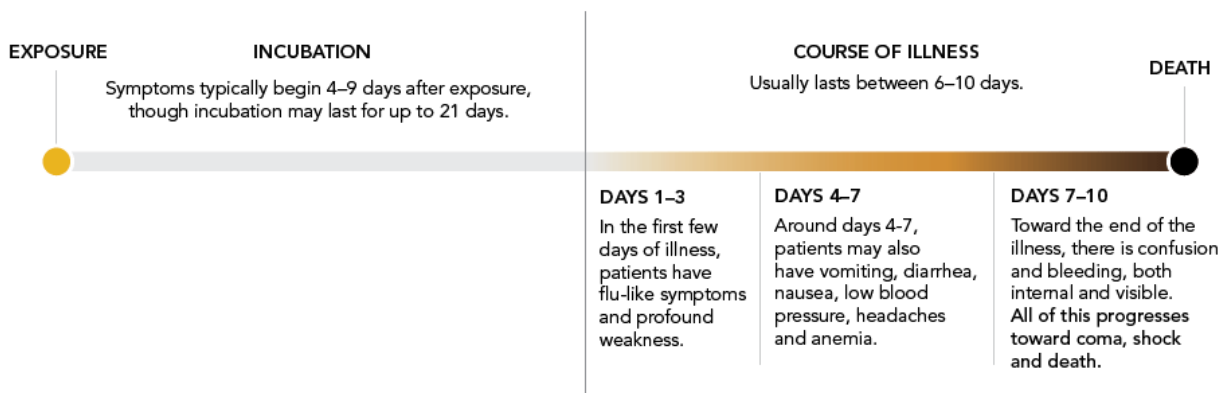 EXPOSURE
INCUBATION
Symptoms typically begin 4–9 days after exposure,
though incubation may last for up to 21 days.
COURSE OF ILLNESS
Usually lasts between 6–10 days.
DEATH
DAYS 1–3
In the first few
days of illness,
patients have
flu-like symptoms
and profound
weakness.
DAYS 4–7
Around days 4-7,
patients may also
have vomiting, diarrhea,
nausea, low blood
pressure, headaches
and anemia.
DAYS 7–10
Toward the end of the
illness, there is confusion
and bleeding, both
internal and visible.
All of this progresses
toward coma, shock
and death.